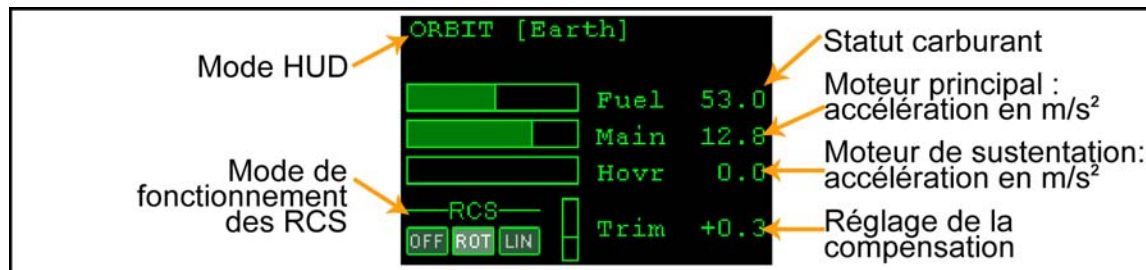 ORBIT [Earth]
Mode HUD
Statut carburant
Fuel 53.0
Moteur principal :
accélération en m/s²
Main 12.8
Moteur de sustentation:
accélération en m/s²
Hovr 0.0
Mode de
fonctionnement
des RCS
RCS
OFF ROT LIN
Trim +0.3
Réglage de la
compensation